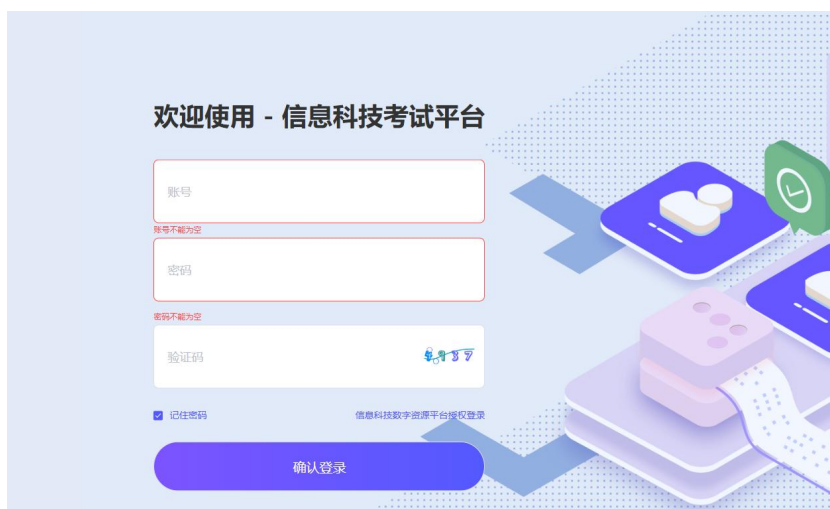 欢迎使用 - 信息科技考试平台
账号
账号不能为空
密码
密码不能为空
验证码
记住密码
信息科技数字资源平台授权登录
确认登录